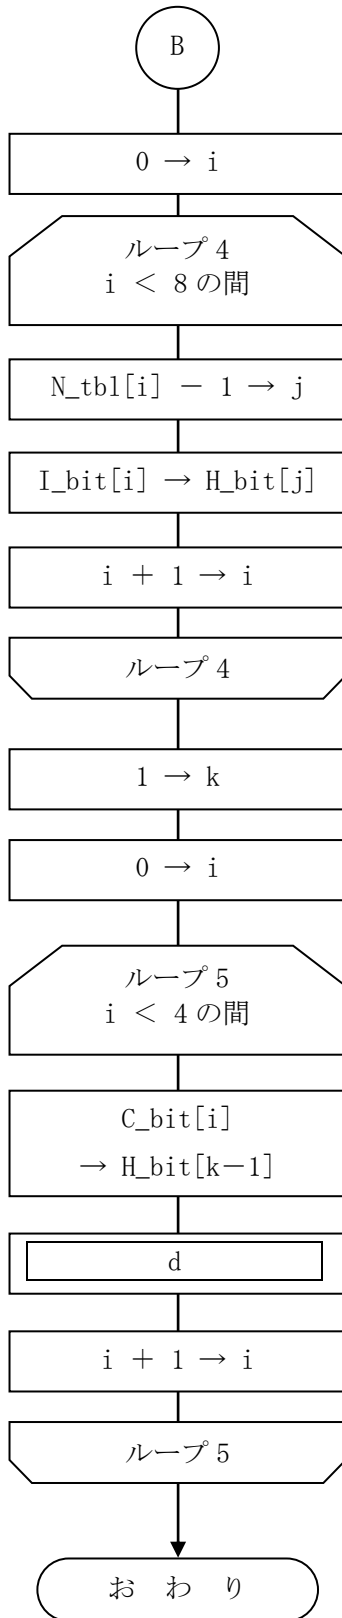 B
0 → i
ループ4
i < 8の間
N_tbl[i] － 1 → j
I_bit[i] → H_bit[j]
i ＋ 1 → i
ループ4
1 → k
0 → i
ループ5
i < 4の間
C_bit[i]
→ H_bit[k－1]
d
i ＋ 1 → i
ループ5
お わ り